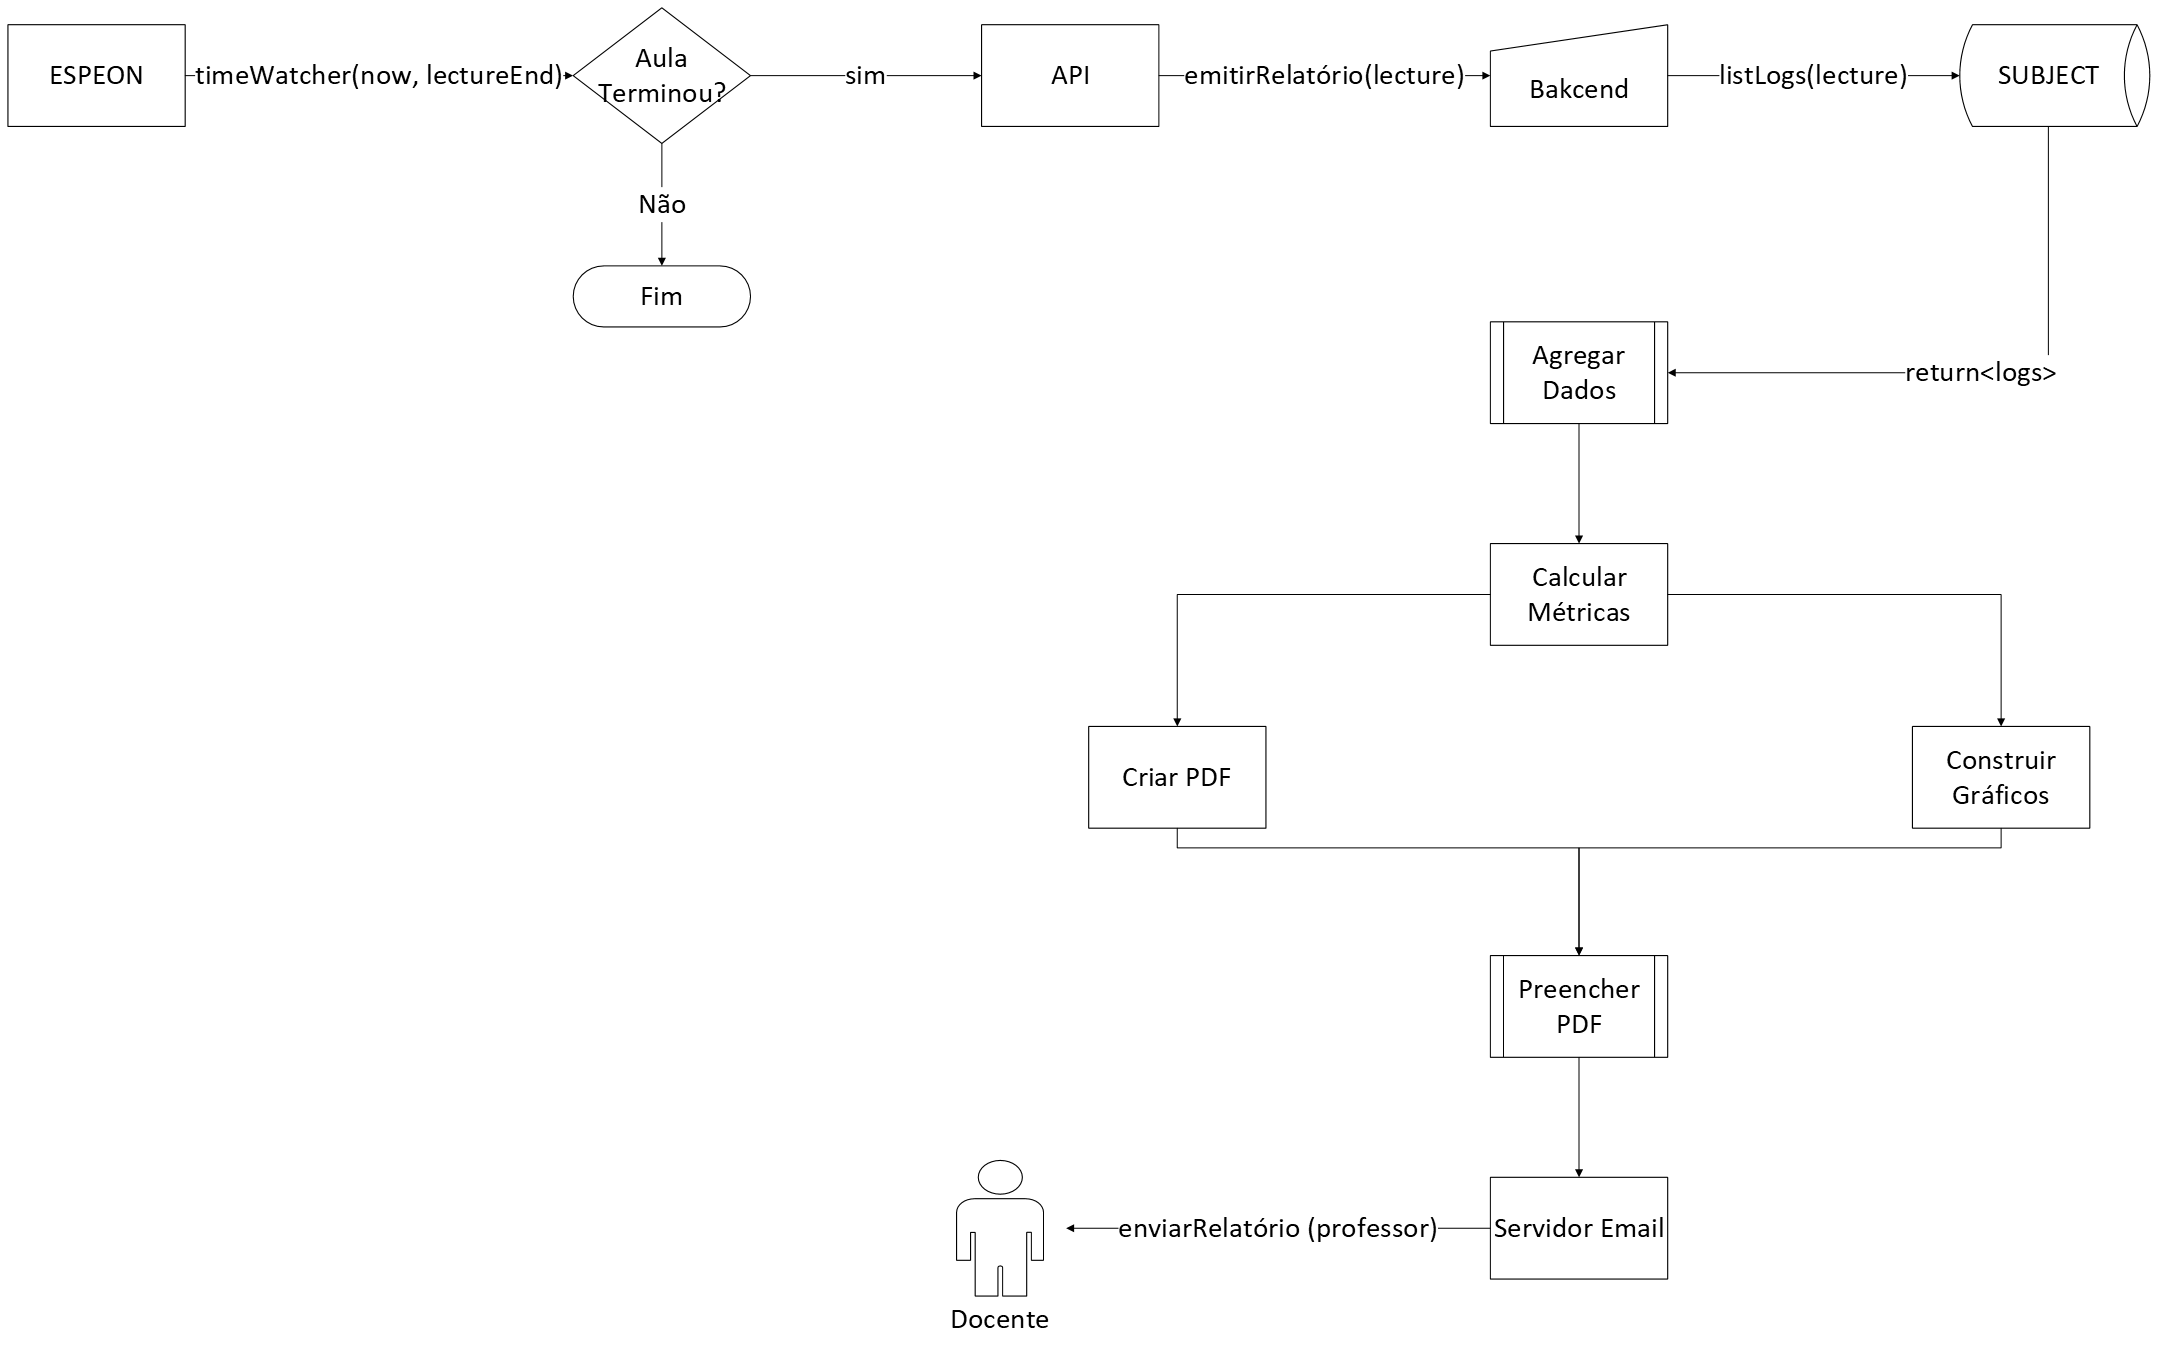 ESPEON
timeWatcher(now, lectureEnd)
Aula
Terminou?
sim
API
emitirRelatório(lecture)
Bakcend
listLogs(lecture)
SUBJECT
Não
Fim
return<logs>
Agregar
Dados
Calcular
Métricas
Criar PDF
Construir
Gráficos
Preencher
PDF
Servidor Email
enviarRelatório (professor)
Docente